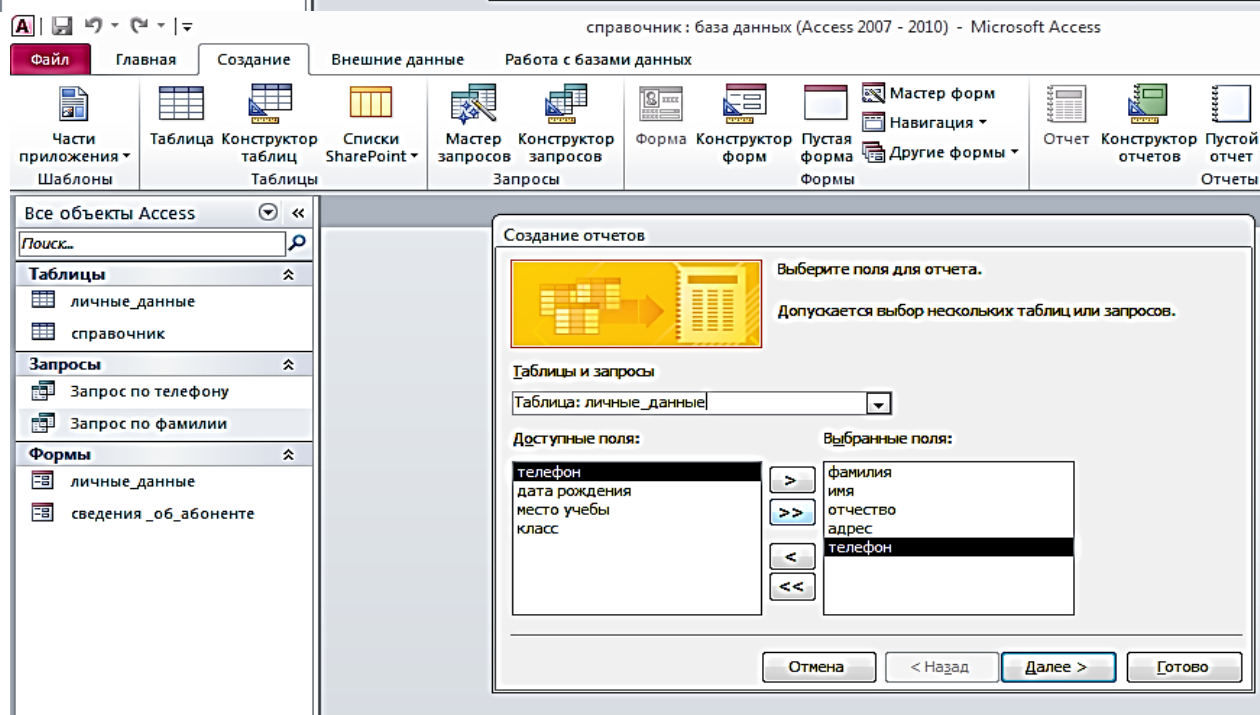 справочник : база данных (Access 2007 - 2010) - Microsoft Access
Файл Главная Создание Внешние данные Работа с базами данных
Части приложения
Шаблоны
Таблица
Конструктор таблиц
Списки SharePoint
Таблицы
Мастер запросов
Конструктор запросов
Запросы
Форма
Конструктор форм
Пустая форма
Мастер форм
Навигация
Другие формы
Формы
Отчет
Конструктор отчетов
Пустой отчет
Отчеты
Все объекты Access
Поиск...
Таблицы
личные_данные
справочник
Запросы
Запрос по телефону
Запрос по фамилии
Формы
личные_данные
сведения _об_абоненте
Создание отчетов
Выберите поля для отчета.
Допускается выбор нескольких таблиц или запросов.
Таблицы и запросы
Таблица: личные_данные
Доступные поля:
телефон
дата рождения
место учебы
класс
>
>>
<
<<
Выбранные поля:
фамилия
имя
отчество
адрес
телефон
Отмена < Назад Далее > Готово